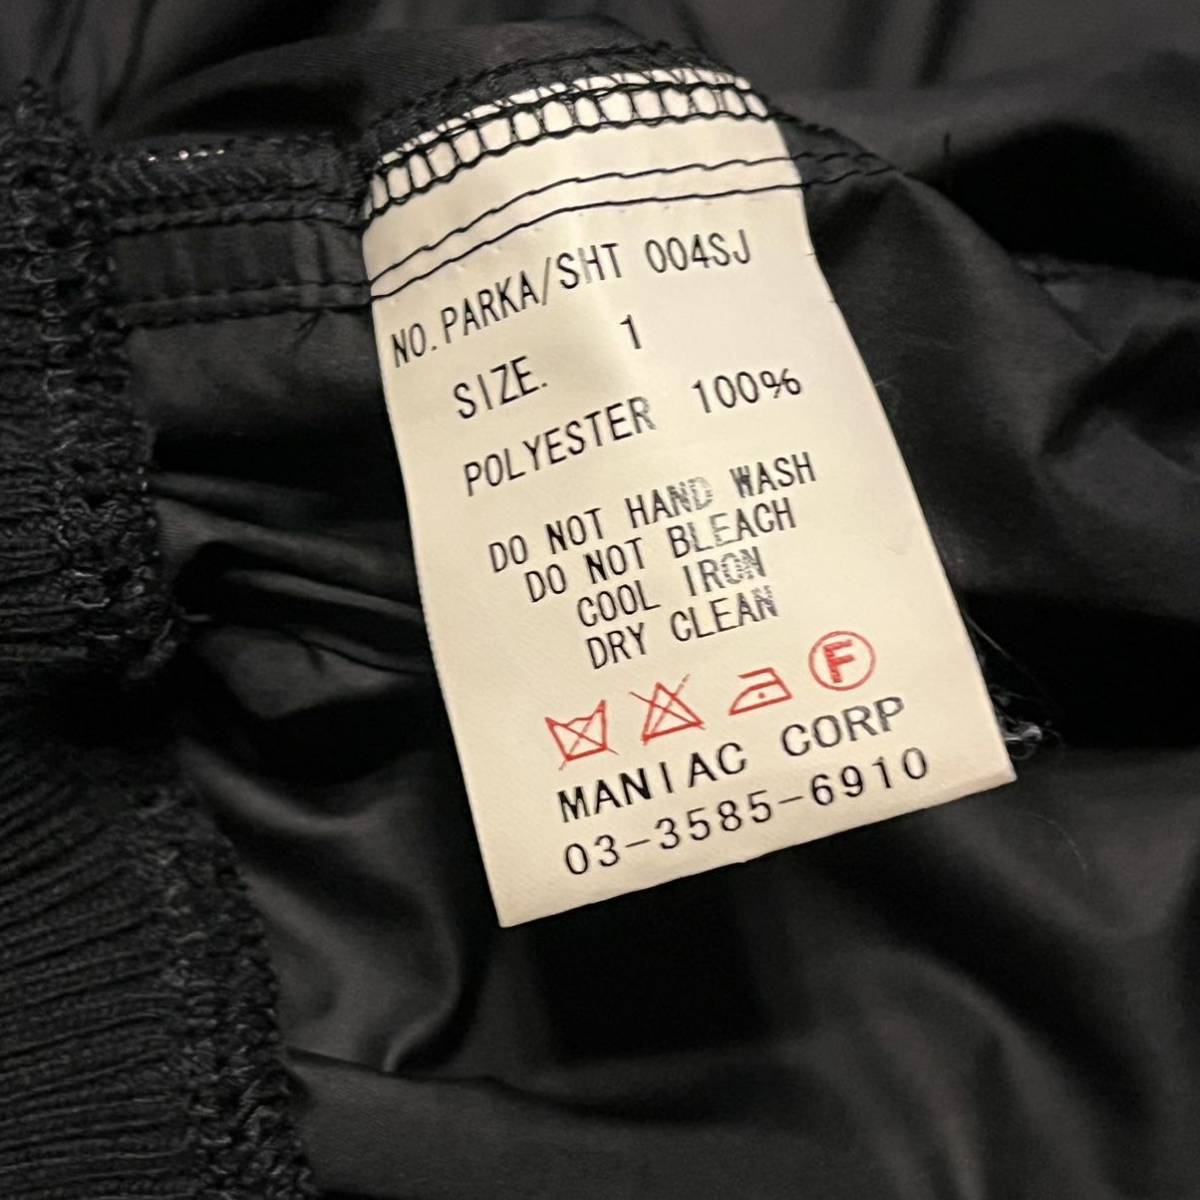 NO.PARKA/SHT 004SJ
SIZE. 1
POLYESTER 100%
DO NOT HAND WASH
DO NOT BLEACH
COOL IRON
DRY CLEAN
F
MANIAC CORP
03-3585-6910